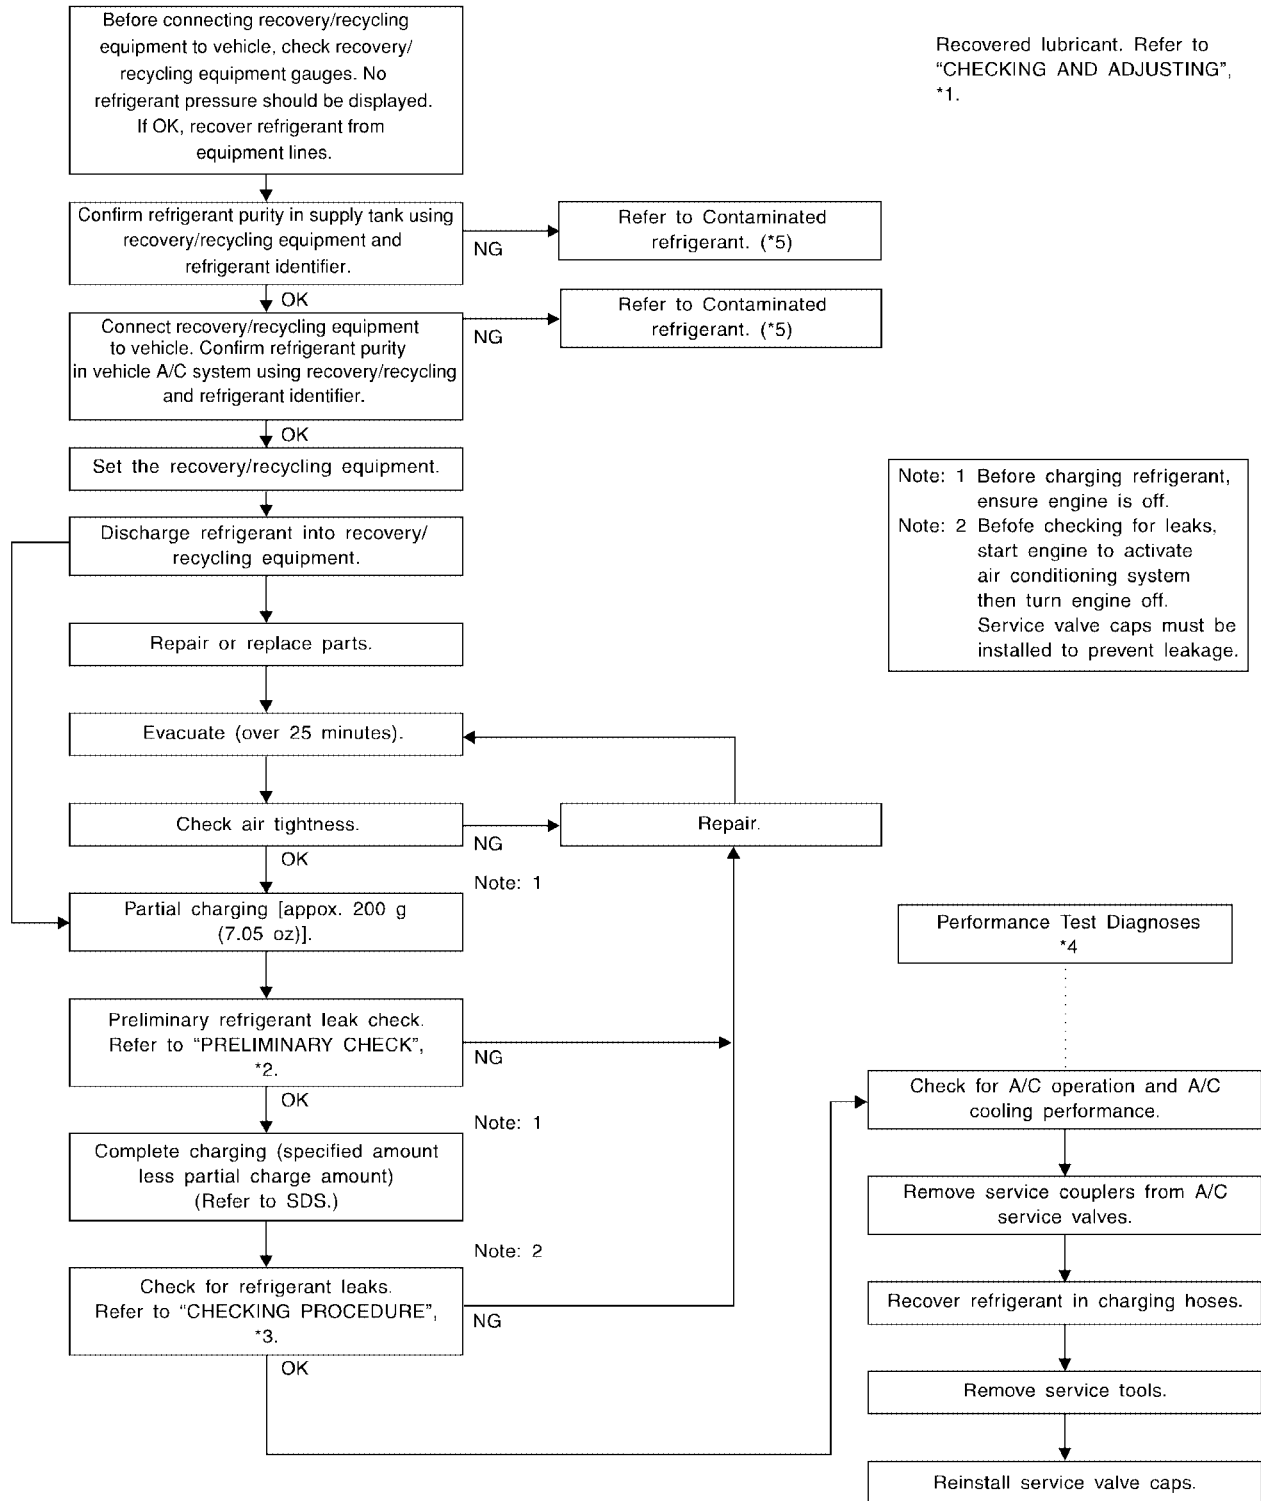 Before connecting recovery/recycling
equipment to vehicle, check recovery/
recycling equipment gauges. No
refrigerant pressure should be displayed.
If OK, recover refrigerant from
equipment lines.
Recovered lubricant. Refer to
“CHECKING AND ADJUSTING”,
*1.
Confirm refrigerant purity in supply tank using
recovery/recycling equipment and
refrigerant identifier.
NG
Refer to Contaminated
refrigerant. (*5)
OK
Connect recovery/recycling equipment
to vehicle. Confirm refrigerant purity
in vehicle A/C system using recovery/recycling
and refrigerant identifier.
NG
Refer to Contaminated
refrigerant. (*5)
OK
Set the recovery/recycling equipment.
Discharge refrigerant into recovery/
recycling equipment.
Note: 1 Before charging refrigerant,
ensure engine is off.
Note: 2 Befofe checking for leaks,
start engine to activate
air conditioning system
then turn engine off.
Service valve caps must be
installed to prevent leakage.
Repair or replace parts.
Evacuate (over 25 minutes).
Check air tightness.
NG
Repair.
OK
Note: 1
Partial charging [appox. 200 g
(7.05 oz)].
Preliminary refrigerant leak check.
Refer to “PRELIMINARY CHECK”,
*2.
NG
OK
Note: 1
Complete charging (specified amount
less partial charge amount)
(Refer to SDS.)
Note: 2
Check for refrigerant leaks.
Refer to “CHECKING PROCEDURE”,
*3.
NG
OK
Performance Test Diagnoses
*4
Check for A/C operation and A/C
cooling performance.
Remove service couplers from A/C
service valves.
Recover refrigerant in charging hoses.
Remove service tools.
Reinstall service valve caps.